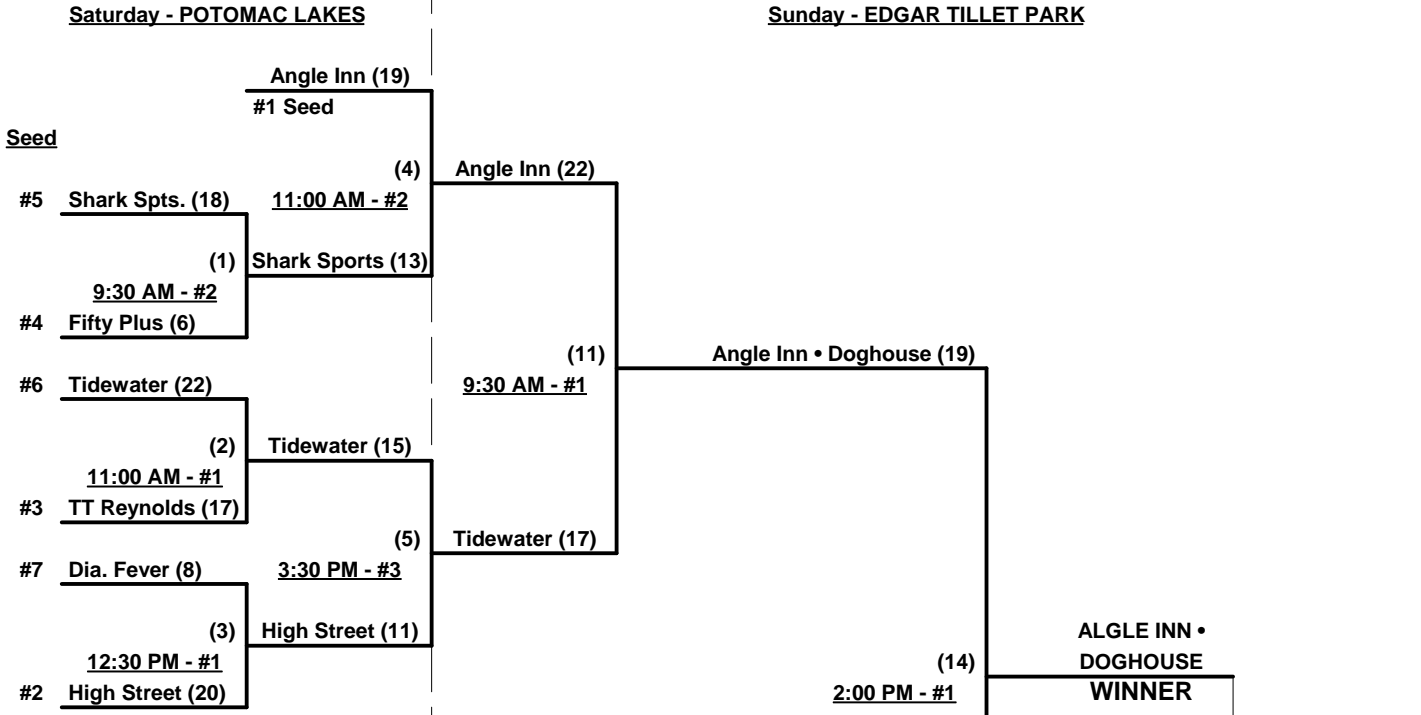 Saturday - POTOMAC LAKES Sunday - EDGAR TILLET PARK
Angle Inn (19)
#1 Seed
Seed
(4) Angle Inn (22)
#5 Shark Spts. (18) 11:00 AM - #2
(1) Shark Sports (13)
9:30 AM - #2
#4 Fifty Plus (6)
(11) Angle Inn • Doghouse (19)
#6 Tidewater (22) 9:30 AM - #1
(2) Tidewater (15)
11:00 AM - #1
#3 TT Reynolds (17)
(5) Tidewater (17)
#7 Dia. Fever (8) 3:30 PM - #3
(3) High Street (11) ALGLE INN •
12:30 PM - #1 (14) DOGHOUSE
#2 High Street (20) 2:00 PM - #1 WINNER